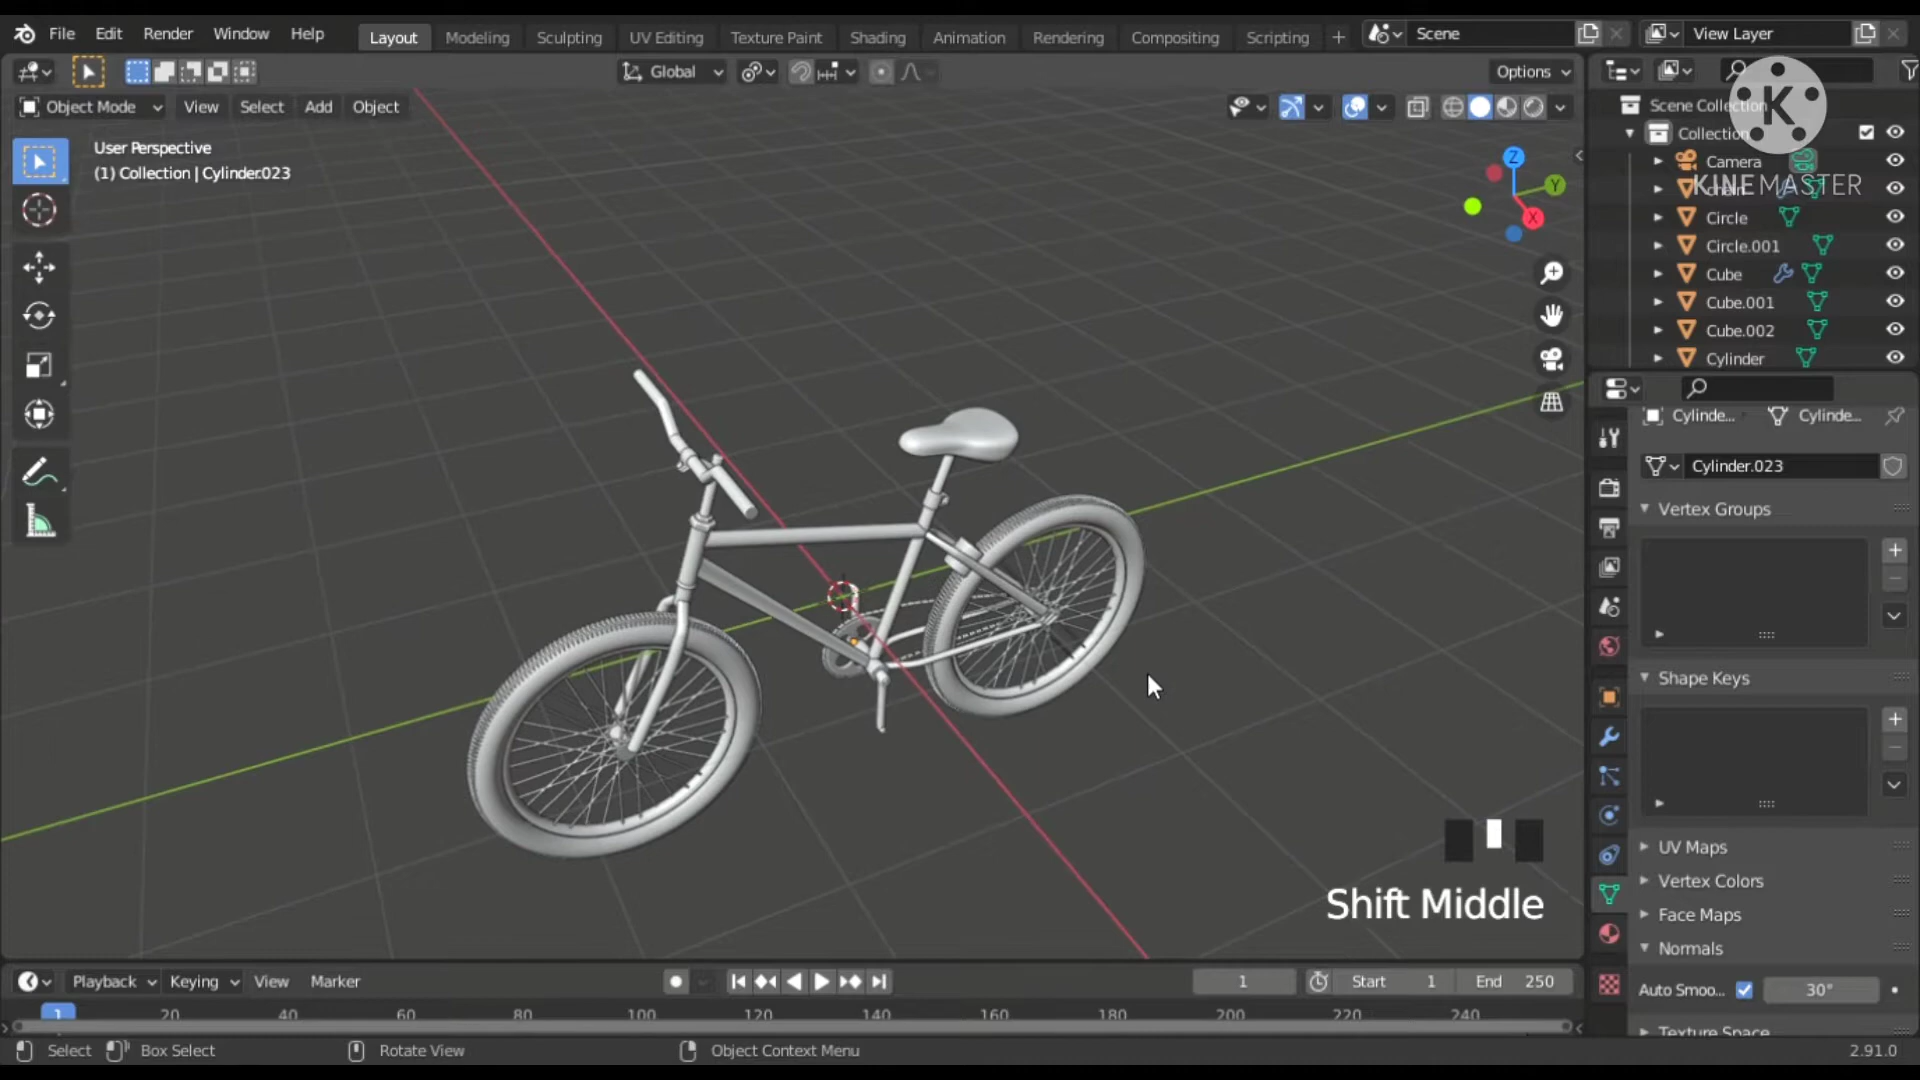 File Edit Render Window Help Layout Modeling Sculpting UV Editing Texture Paint Shading Animation Rendering Compositing Scripting + Scene View Layer
Global Options
Object Mode View Select Add Object
User Perspective
(1) Collection | Cylinder.023
Z
Y
X
Scene Collection
Collection
Camera
K
KINEMASTER
Circle
Circle.001
Cube
Cube.001
Cube.002
Cylinder
Cylinde... Cylinde...
Cylinder.023
Vertex Groups
Shape Keys
UV Maps
Vertex Colors
Face Maps
Normals
Auto Smoo... 30°
Texture Space
Shift Middle
Playback Keying View Marker 1 Start 1 End 250
1 20 40 60 80 100 120 140 160 180 200 220 240
Select Box Select Rotate View Object Context Menu 2.91.0